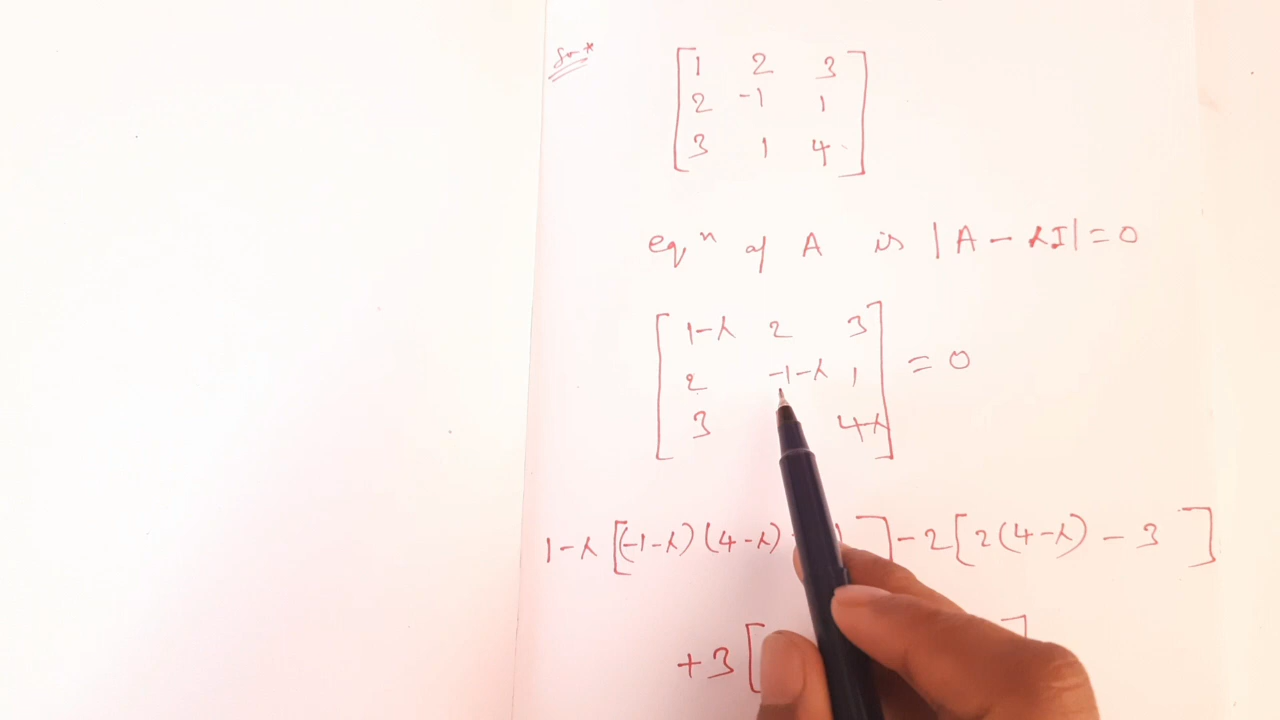 Soln
[1 2 3
2 -1 1
3 1 4]
eqn of A is |A - λI| = 0
[1-λ 2 3
2 -1-λ 1
3 4-λ] = 0
1-λ [(-1-λ)(4-λ) ] - 2 [2(4-λ) - 3 ]
+3 [ ]